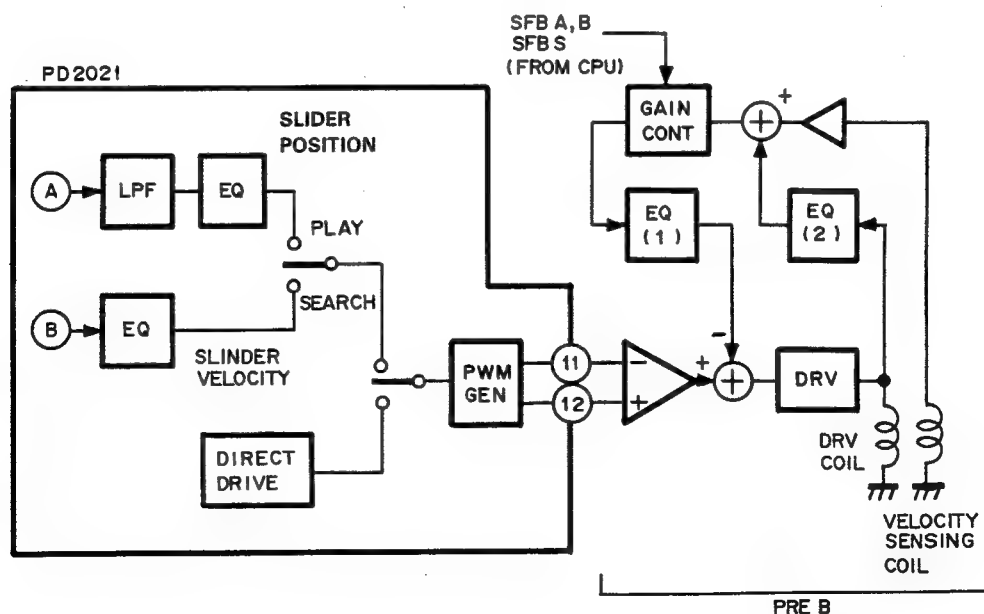 SFB A, B
SFB S
(FROM CPU)
PD2021
SLIDER
POSITION
GAIN
CONT
+
+
A
LPF
EQ
PLAY
EQ
(1)
EQ
(2)
SEARCH
B
EQ
SLINDER
VELOCITY
PWM
GEN
11
12
−
+
+
−
+
DRV
DRV
COIL
DIRECT
DRIVE
VELOCITY
SENSING
COIL
PRE B